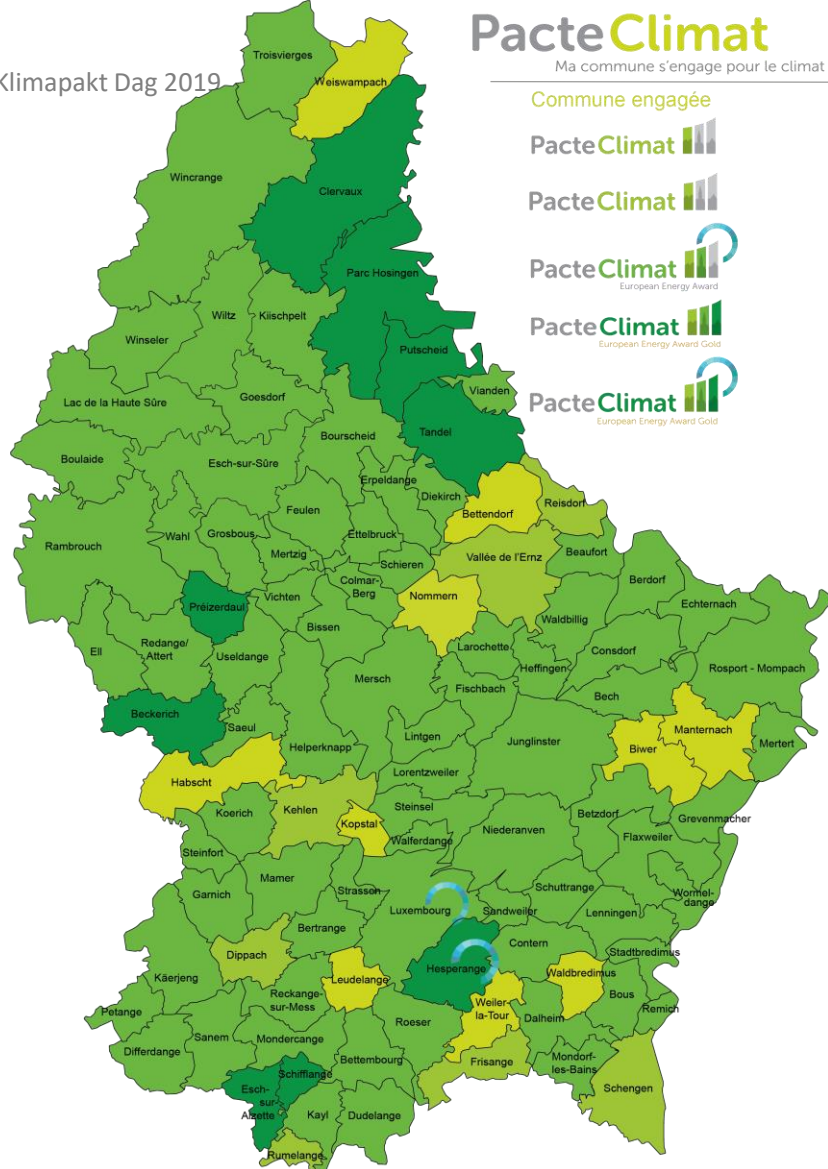 PacteClimat
Ma commune s'engage pour le climat
Klimapakt Dag 2019
Commune engagée
PacteClimat
PacteClimat
PacteClimat
European Energy Award
PacteClimat
European Energy Award Gold
PacteClimat
European Energy Award Gold
Troisvierges
Weiswampach
Wincrange
Clervaux
Parc Hosingen
Wiltz
Kiischpelt
Winseler
Putscheid
Vianden
Goesdorf
Lac de la Haute Sûre
Tandel
Bourscheid
Boulaide
Esch-sur-Sûre
Erpeldange
Diekirch
Bettendorf
Reisdorf
Feulen
Wahl
Grosbous
Ettelbruck
Rambrouch
Mertzig
Vallée de l'Ernz
Beaufort
Schieren
Colmar-
Berg
Berdorf
Vichten
Nommern
Préizerdaul
Echternach
Bissen
Waldbillig
Redange/
Attert
Ell
Useldange
Larochette
Consdorf
Heffingen
Rosport - Mompach
Mersch
Fischbach
Bech
Beckerich
Saeul
Manternach
Lintgen
Junglinster
Helperknapp
Biwer
Mertert
Lorentzweiler
Habscht
Kehlen
Steinsel
Koerich
Betzdorf
Grevenmacher
Kopstal
Niederanven
Walferdange
Flaxweiler
Steinfort
Mamer
Strassen
Schuttrange
Garnich
Wormel-
dange
Luxembourg
Sandweiler
Lenningen
Bertrange
Contern
Dippach
Stadtbredimus
Hesperange
Leudelange
Waldbredimus
Käerjeng
Reckange-
sur-Mess
Bous
Weiler-
la-Tour
Remich
Petange
Dalheim
Roeser
Sanem
Mondercange
Differdange
Bettembourg
Frisange
Mondorf-
les-Bains
Schifflange
Esch-
sur-
Alzette
Schengen
Kayl
Dudelange
Rumelange